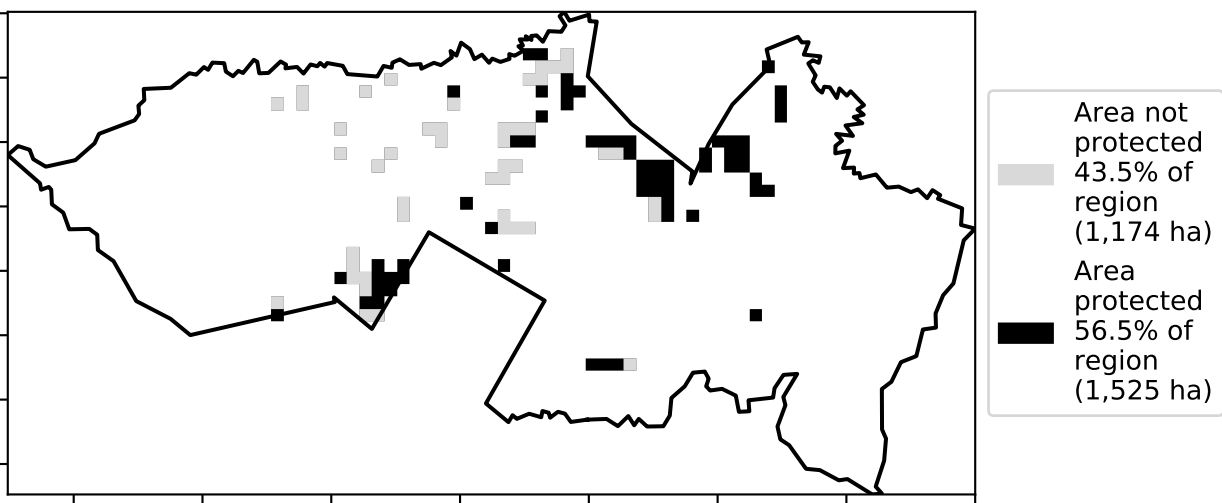 Area not
protected
43.5% of
region
(1,174 ha)
Area
protected
56.5% of
region
(1,525 ha)